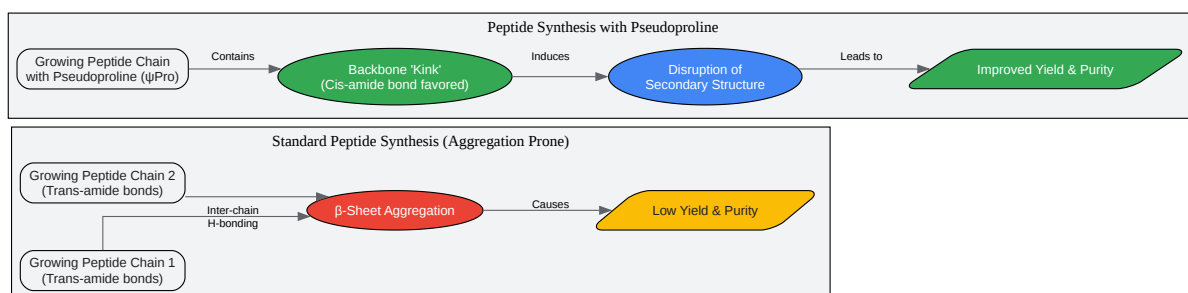 Peptide Synthesis with Pseudoproline
Growing Peptide Chain
with Pseudoproline (ψPro)
Contains
Backbone 'Kink'
(Cis-amide bond favored)
Induces
Disruption of
Secondary Structure
Leads to
Improved Yield & Purity
Standard Peptide Synthesis (Aggregation Prone)
Growing Peptide Chain 2
(Trans-amide bonds)
Inter-chain
H-bonding
β-Sheet Aggregation
Causes
Low Yield & Purity
Growing Peptide Chain 1
(Trans-amide bonds)